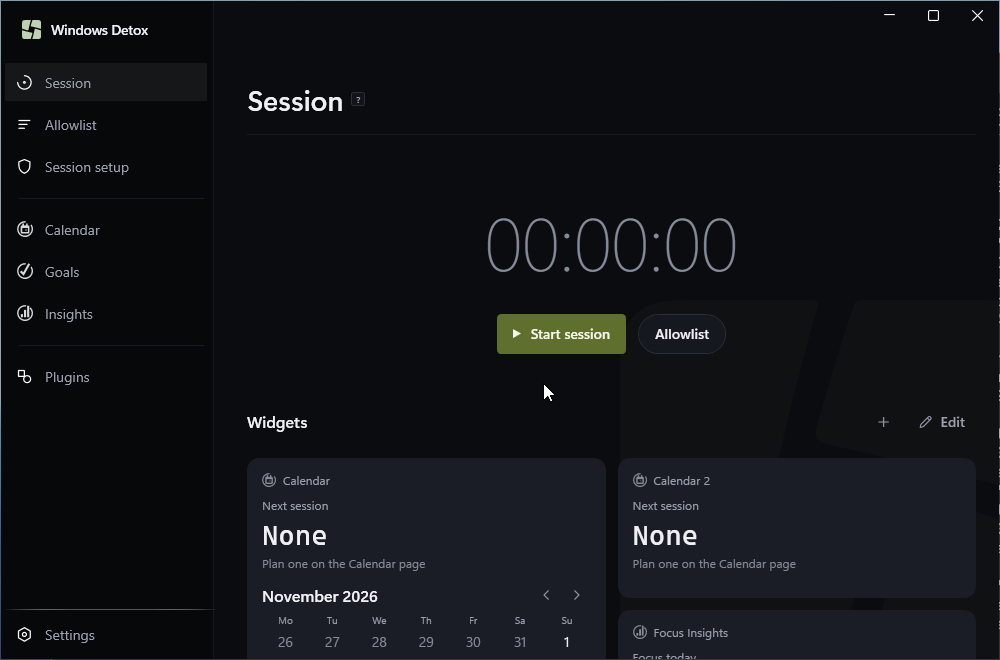 Windows Detox
Session
Allowlist
Session setup
Calendar
Goals
Insights
Plugins
Settings
Session ?
00:00:00
Start session
Allowlist
Widgets
Edit
Calendar
Next session
None
Plan one on the Calendar page
November 2026
Mo Tu We Th Fr Sa Su
26 27 28 29 30 31 1
Calendar 2
Next session
None
Plan one on the Calendar page
Focus Insights
Focus today